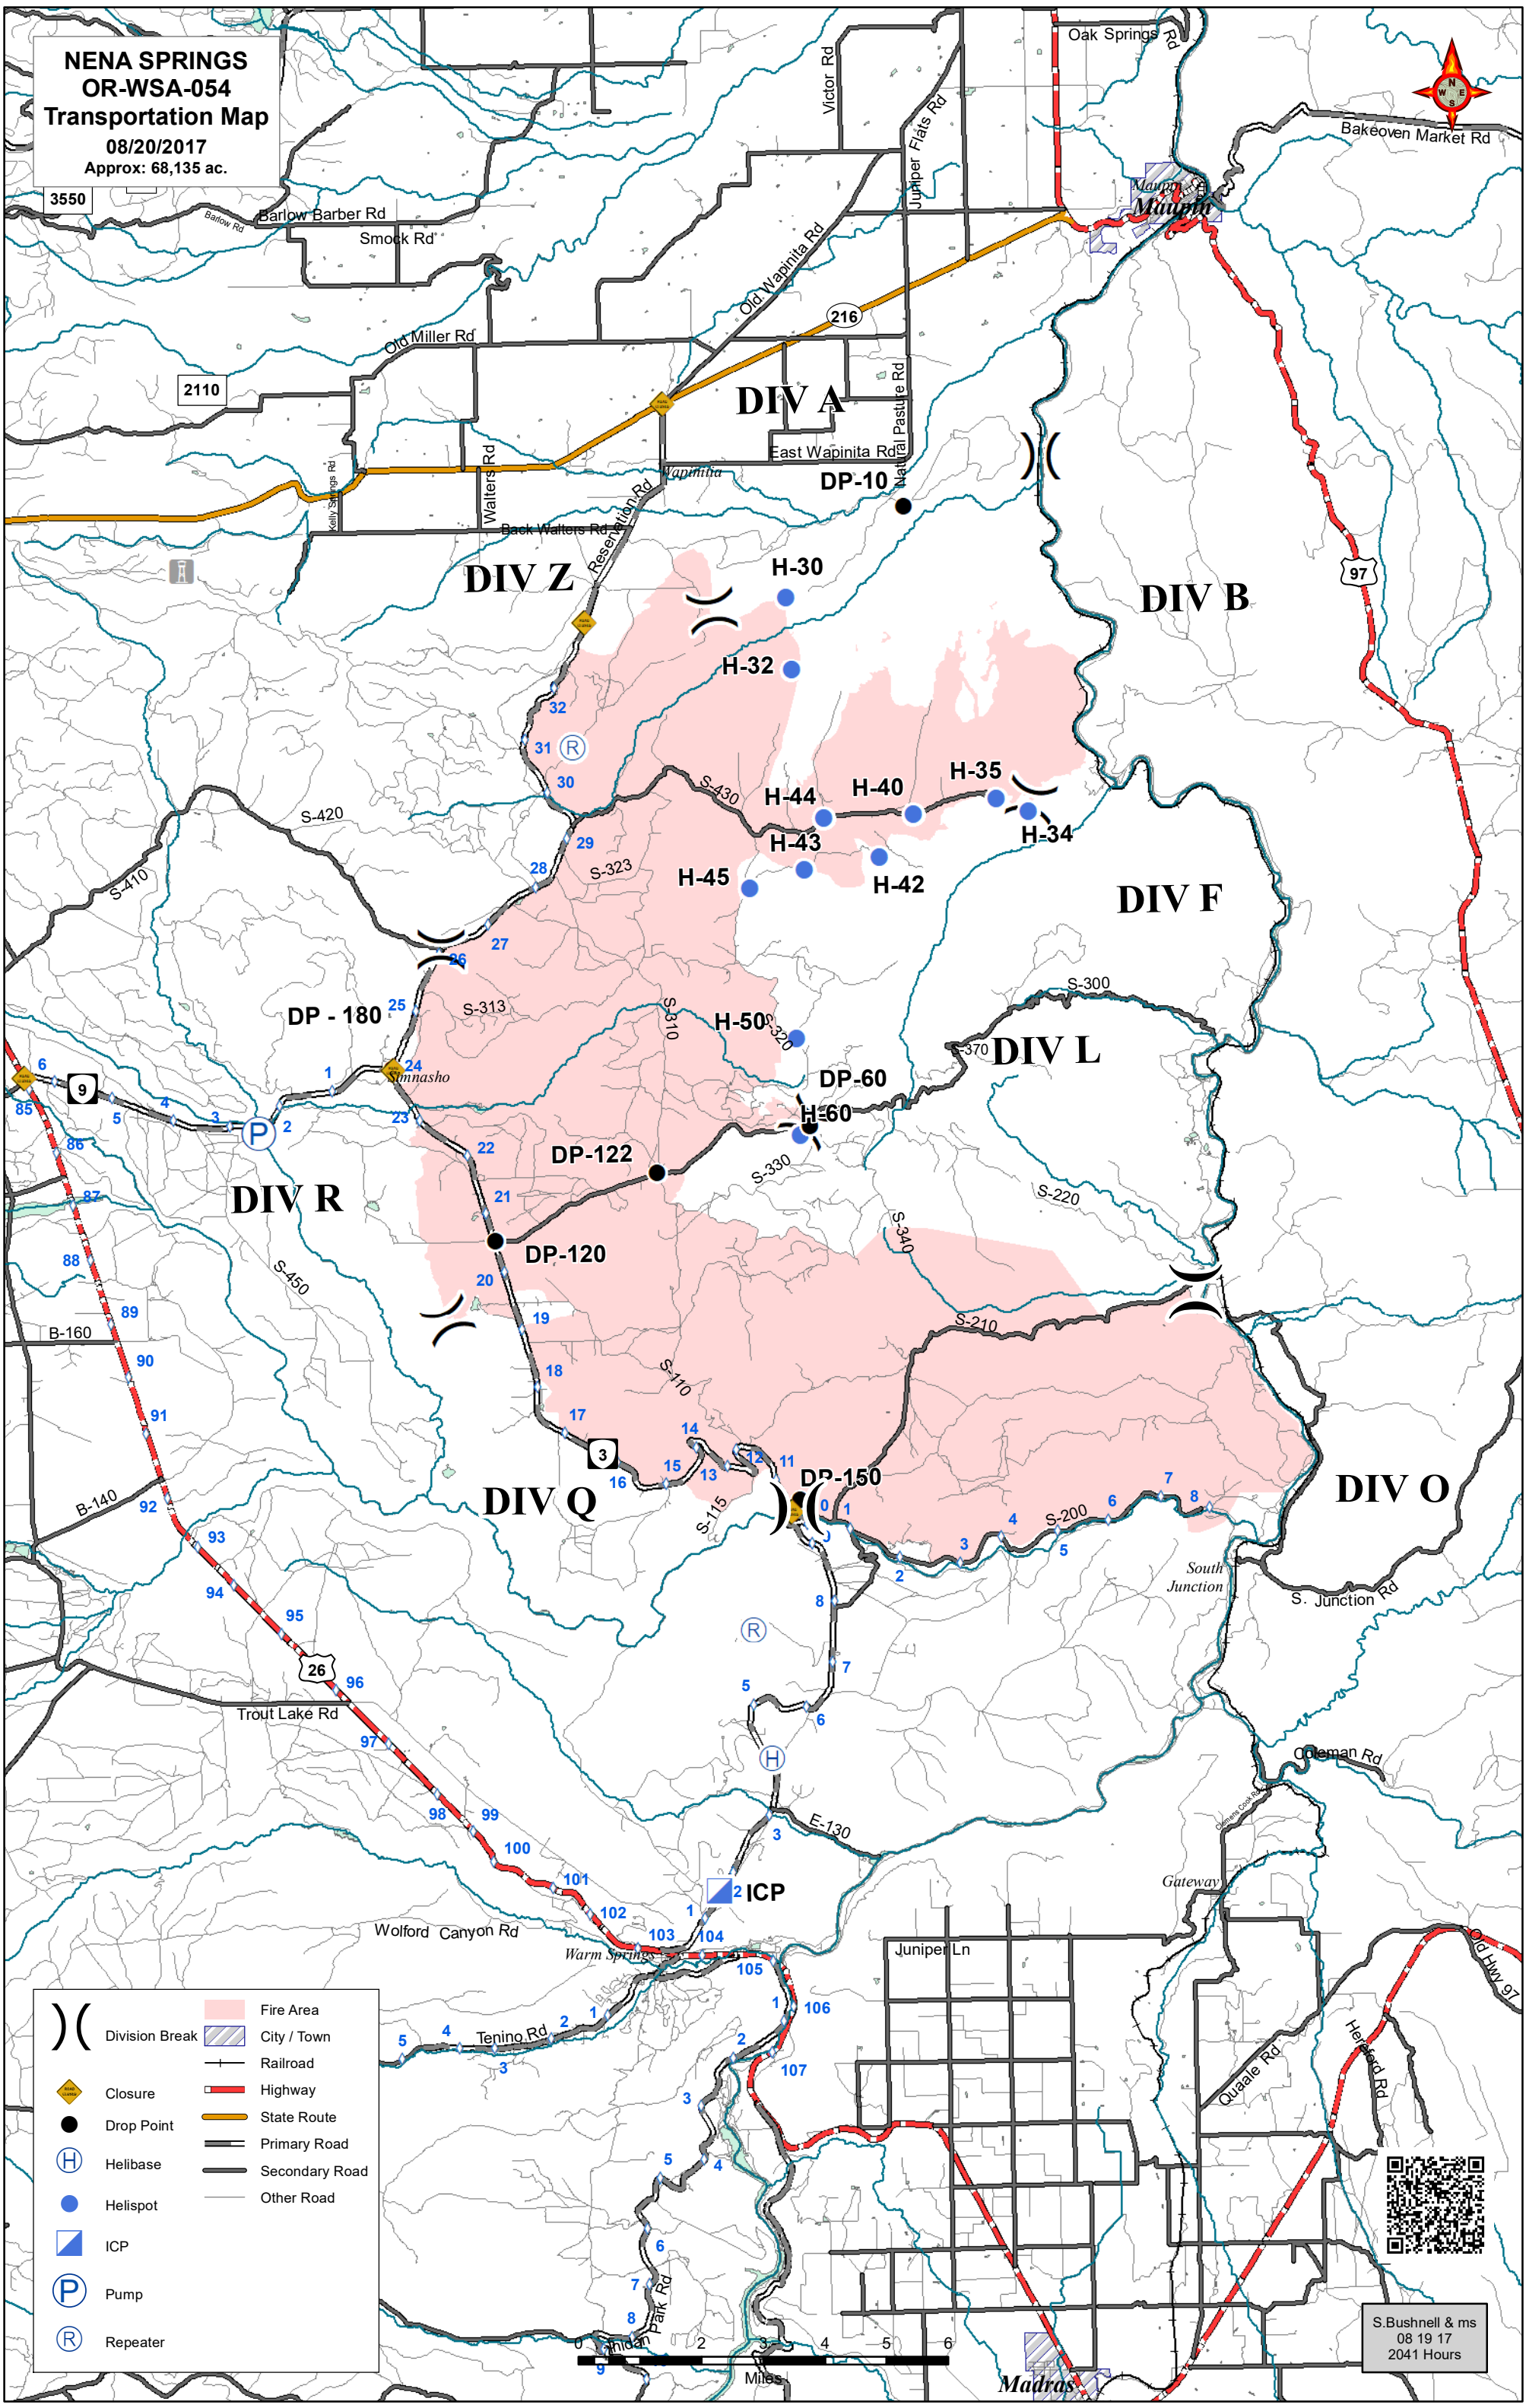 NENA SPRINGS
OR-WSA-054
Transportation Map
08/20/2017
Approx: 68,135 ac.
3550
Barlow Rd
Barlow Barber Rd
Smock Rd
Victor Rd
Juniper Flats Rd
Oak Springs Rd
N
W E
S
Bakeoven Market Rd
Maupin
Maupin
Old Wapinita Rd
216
Old Miller Rd
2110
DIV A
Natural Pasture Rd
East Wapinita Rd
Wapinitia
Walters Rd
Kelly Springs Rd
Back Walters Rd
Reservation Rd
DP-10
97
DIV Z
H-30
DIV B
H-32
32
31
R
30
S-430
H-44
H-40
H-35
H-34
H-43
H-42
H-45
29
28
S-323
S-420
S-410
27
26
DIV F
25
DP - 180
S-313
S-310
H-50
S-320
S-300
S-370
DIV L
24
Simnasho
23
6
9
5
4
3
P
2
1
85
86
87
88
89
90
91
92
93
94
95
DP-60
H-60
DP-122
S-330
22
21
DIV R
DP-120
20
19
18
17
S-220
S-340
S-450
B-160
S-210
S-110
3
16
15
14
13
12
11
DP-150
0
1
2
3
4
5
6
7
8
S-200
DIV Q
S-115
DIV O
B-140
South
Junction
S. Junction Rd
8
R
7
6
5
H
26
96
Trout Lake Rd
97
98
99
100
101
102
103
104
105
106
107
3
E-130
2
ICP
1
Coleman Rd
Clemens Cook Rd
Gateway
Wolford Canyon Rd
Warm Springs
Juniper Ln
Old Hwy 97
Hereford Rd
Quaale Rd
Tenino Rd
1
2
3
4
5
1
2
3
4
5
6
7
8
9
Indian Park Rd
Division Break
Closure
Drop Point
H Helibase
Helispot
ICP
P Pump
R Repeater
Fire Area
City / Town
Railroad
Highway
State Route
Primary Road
Secondary Road
Other Road
0 2 3 4 5 6
Miles
Madras
S.Bushnell & ms
08 19 17
2041 Hours